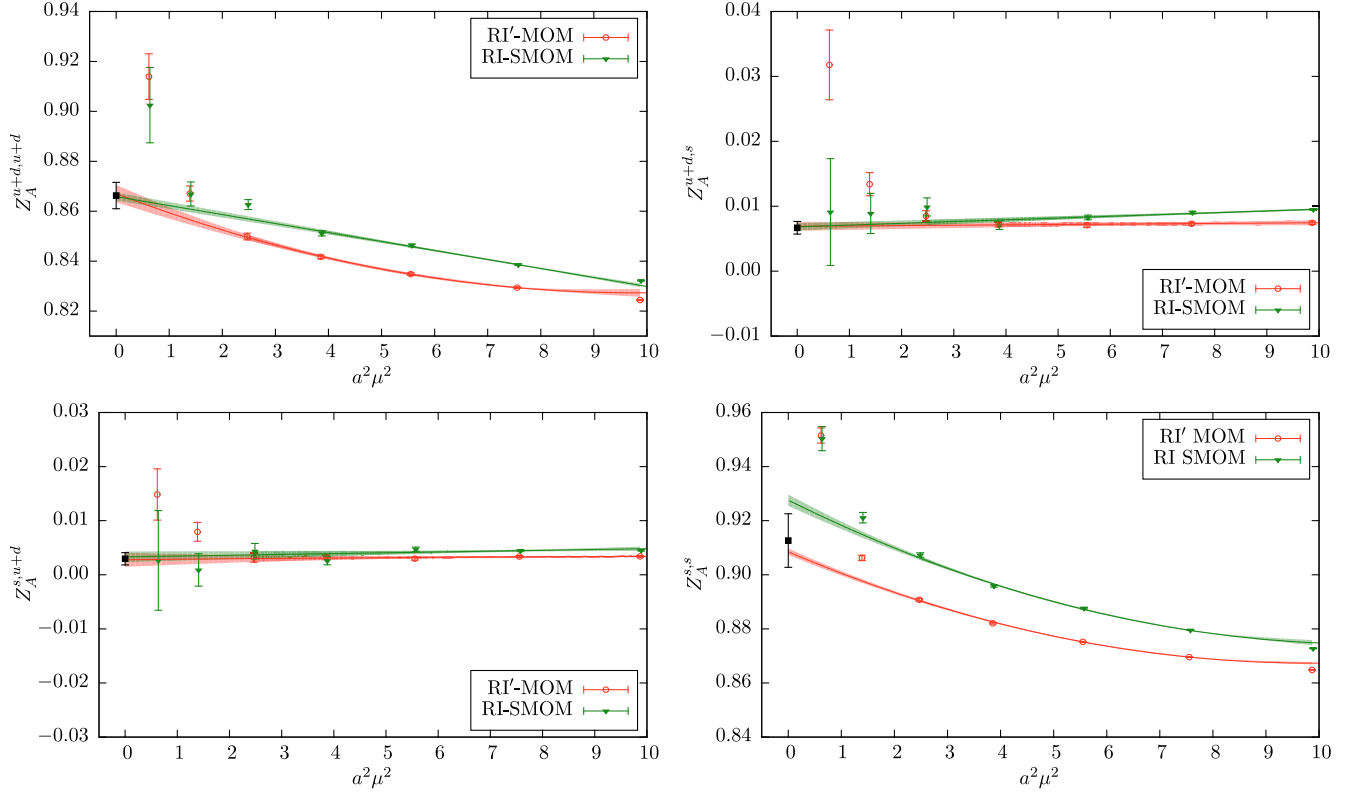 0.94
0.92
0.90
0.88
0.86
0.84
0.82
Z_A^{u+d,u+d}
RI′-MOM
RI-SMOM
0 1 2 3 4 5 6 7 8 9 10
a²μ²
0.04
0.03
0.02
0.01
0.00
−0.01
Z_A^{u+d,s}
RI′-MOM
RI-SMOM
0 1 2 3 4 5 6 7 8 9 10
a²μ²
0.03
0.02
0.01
0.00
−0.01
−0.02
−0.03
Z_A^{s,u+d}
RI′-MOM
RI-SMOM
0 1 2 3 4 5 6 7 8 9 10
a²μ²
0.96
0.94
0.92
0.90
0.88
0.86
0.84
Z_A^{s,s}
RI′ MOM
RI SMOM
0 1 2 3 4 5 6 7 8 9 10
a²μ²